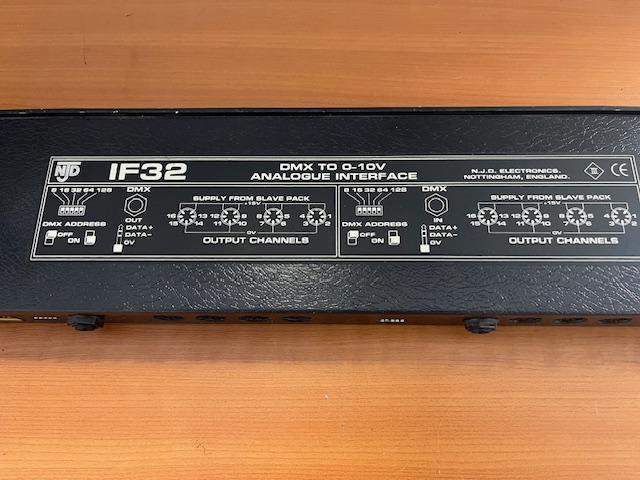 NJD
IF32
DMX TO 0-10V
ANALOGUE INTERFACE
N.J.D. ELECTRONICS.
NOTTINGHAM, ENGLAND.
III
8 16 32 64 128
DMX
SUPPLY FROM SLAVE PACK
+15V
16 13 12 9 8 5 4 1
15 14 11 10 7 6 3 2
0V
OUTPUT CHANNELS
DMX ADDRESS
OFF
ON
OUT
DATA+
DATA-
0V
8 16 32 64 128
DMX
SUPPLY FROM SLAVE PACK
+15V
16 13 12 9 8 5 4 1
15 14 11 10 7 6 3 2
0V
OUTPUT CHANNELS
DMX ADDRESS
OFF
ON
IN
DATA+
DATA-
0V